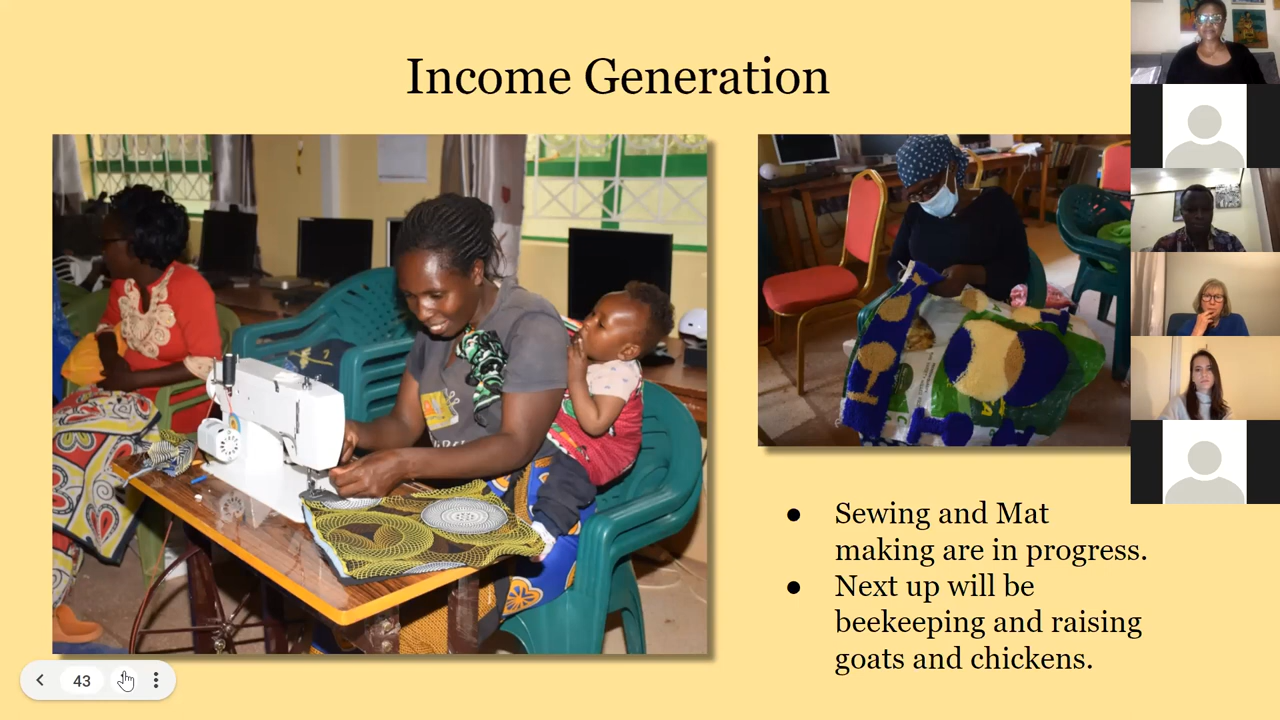 Income Generation
● Sewing and Mat
making are in progress.
● Next up will be
beekeeping and raising
goats and chickens.
43